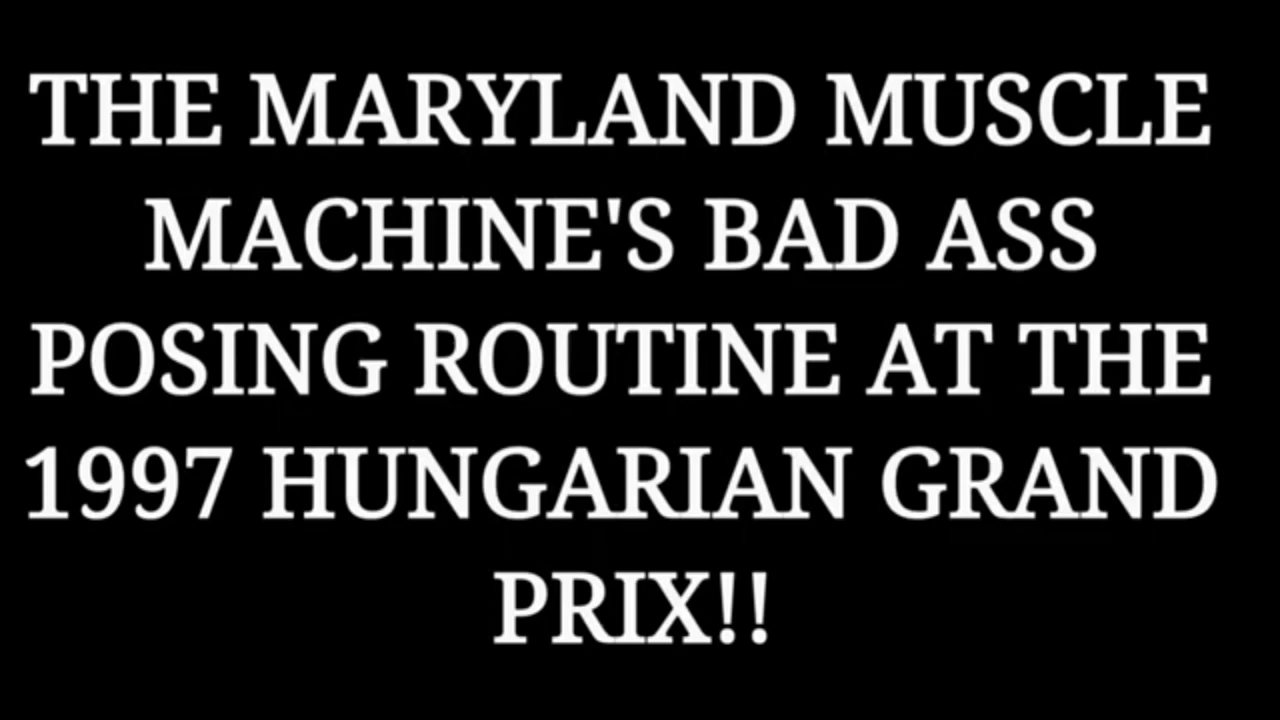 THE MARYLAND MUSCLE
MACHINE'S BAD ASS
POSING ROUTINE AT THE
1997 HUNGARIAN GRAND
PRIX!!